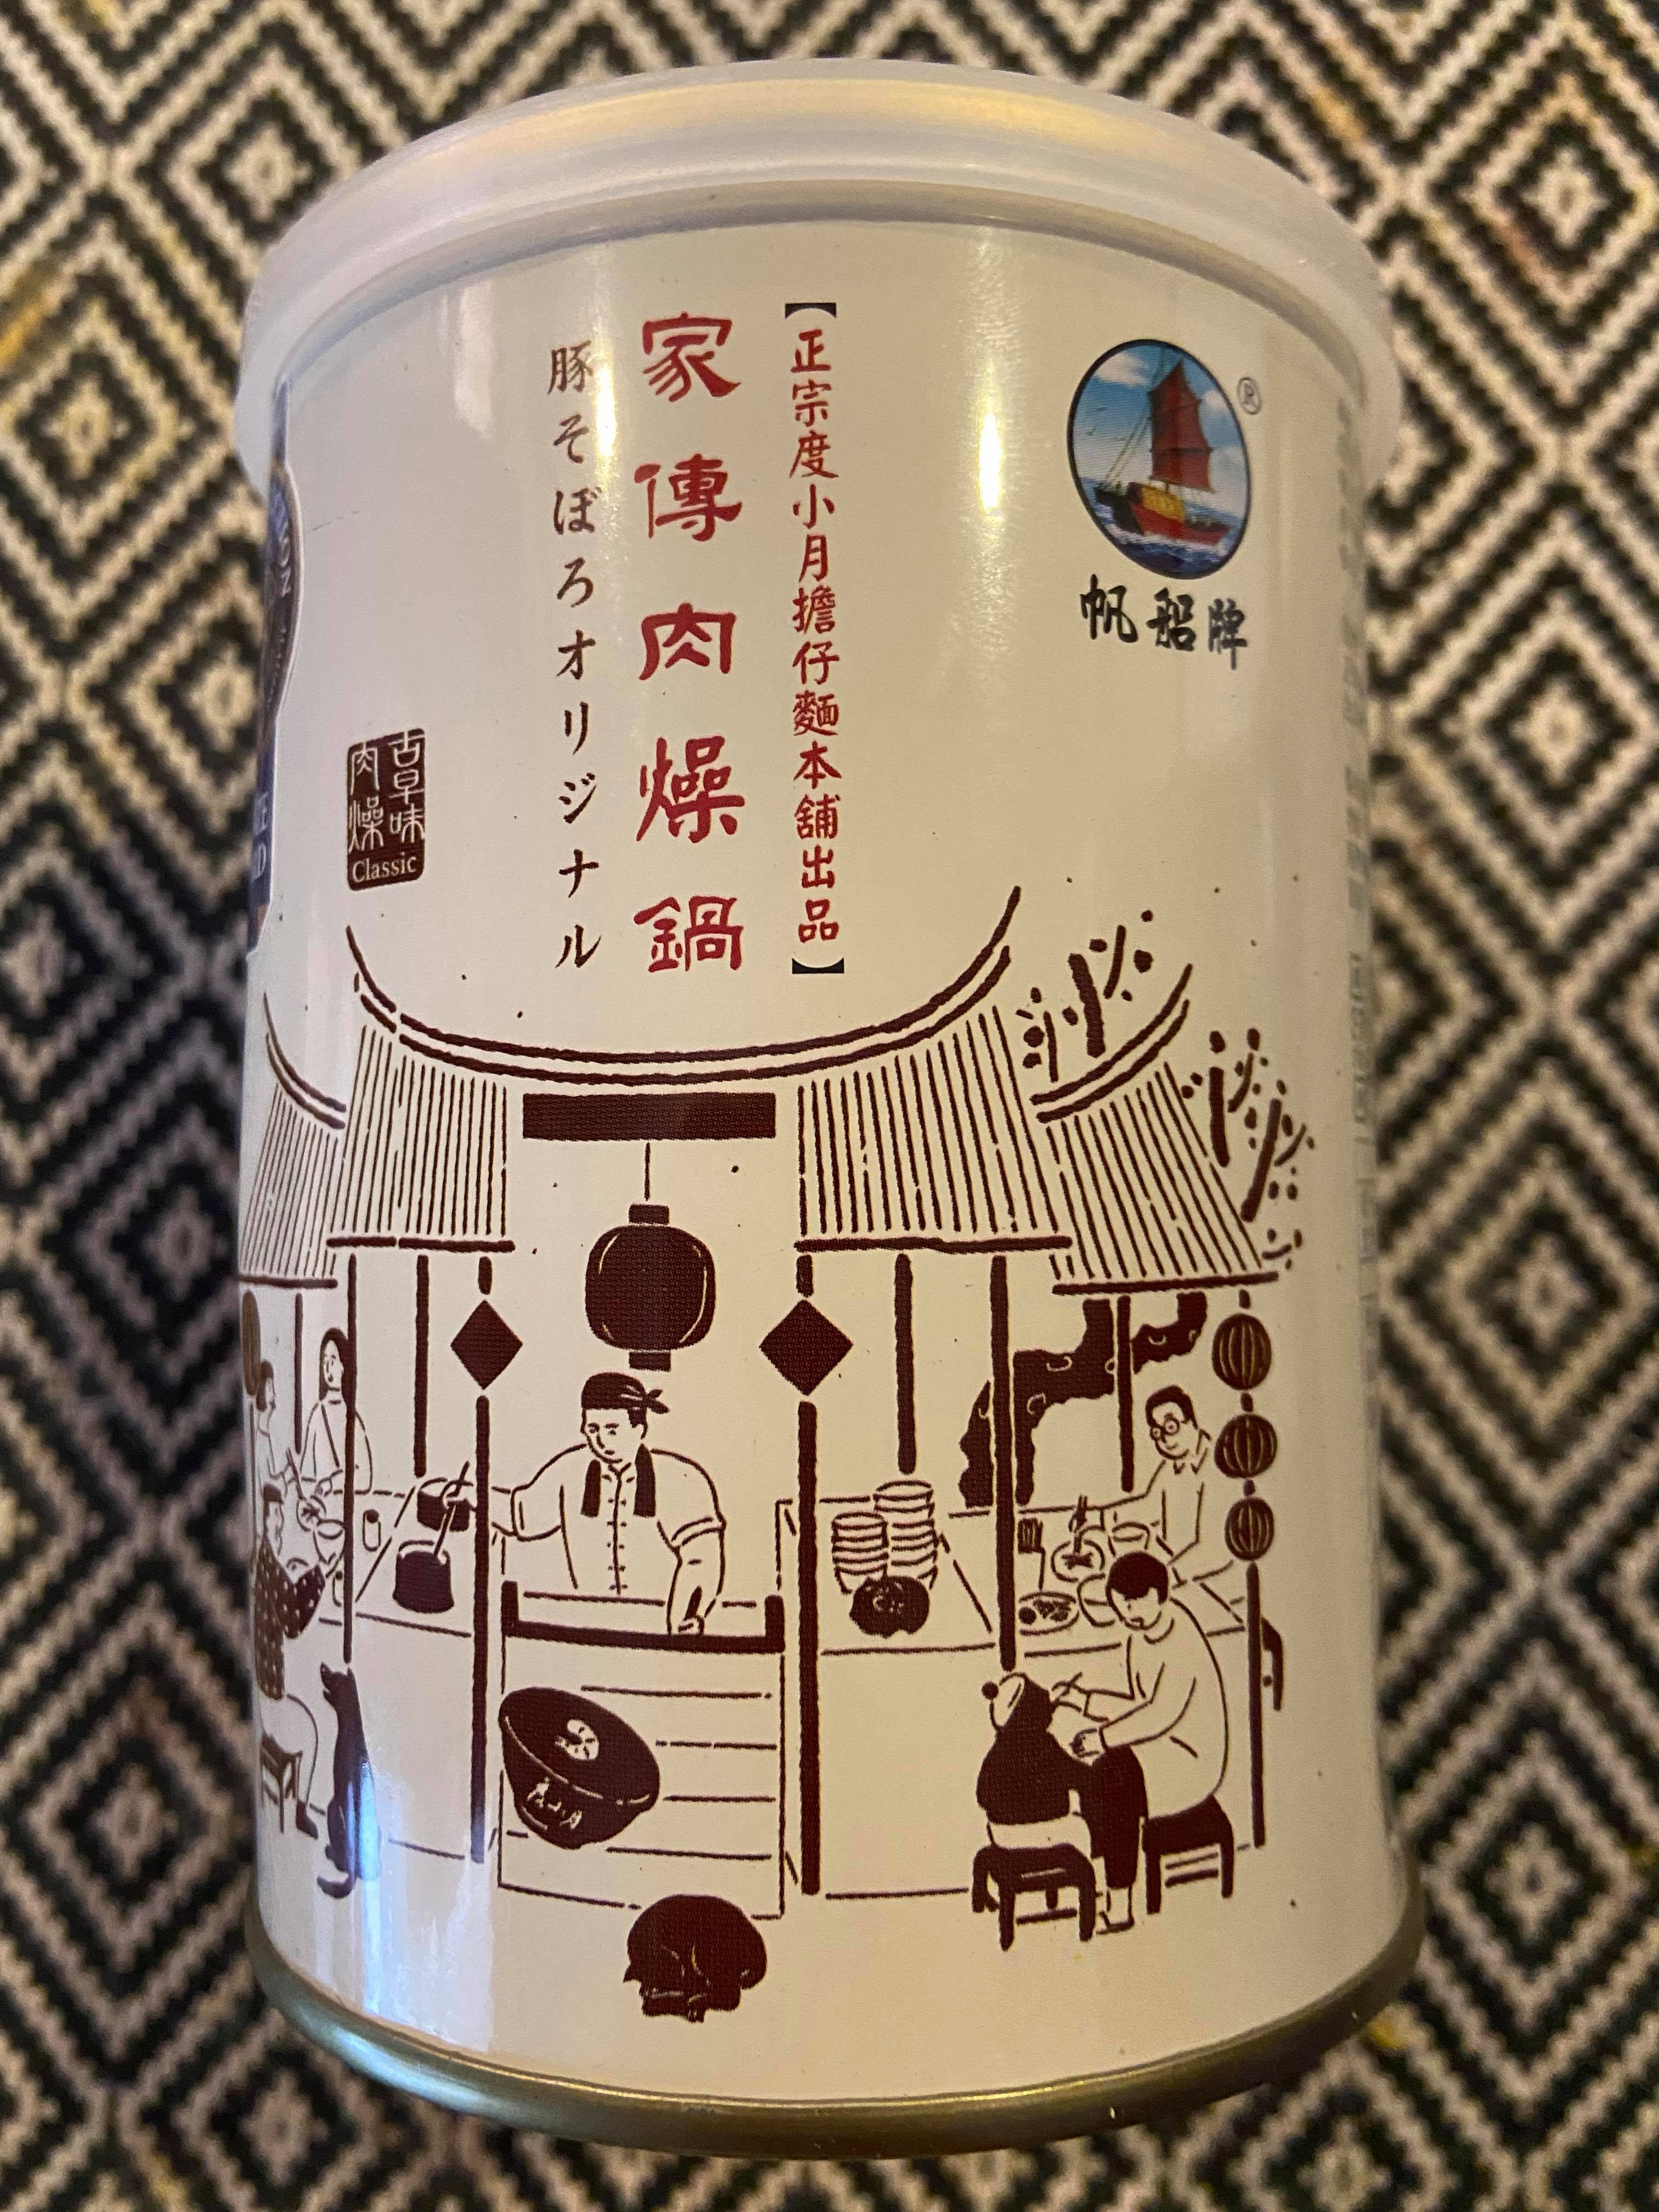 帆船牌
®
【正宗度小月擔仔麵本舖出品】
家傳肉燥鍋
豚そぼろオリジナル
古早味
肉燥
Classic